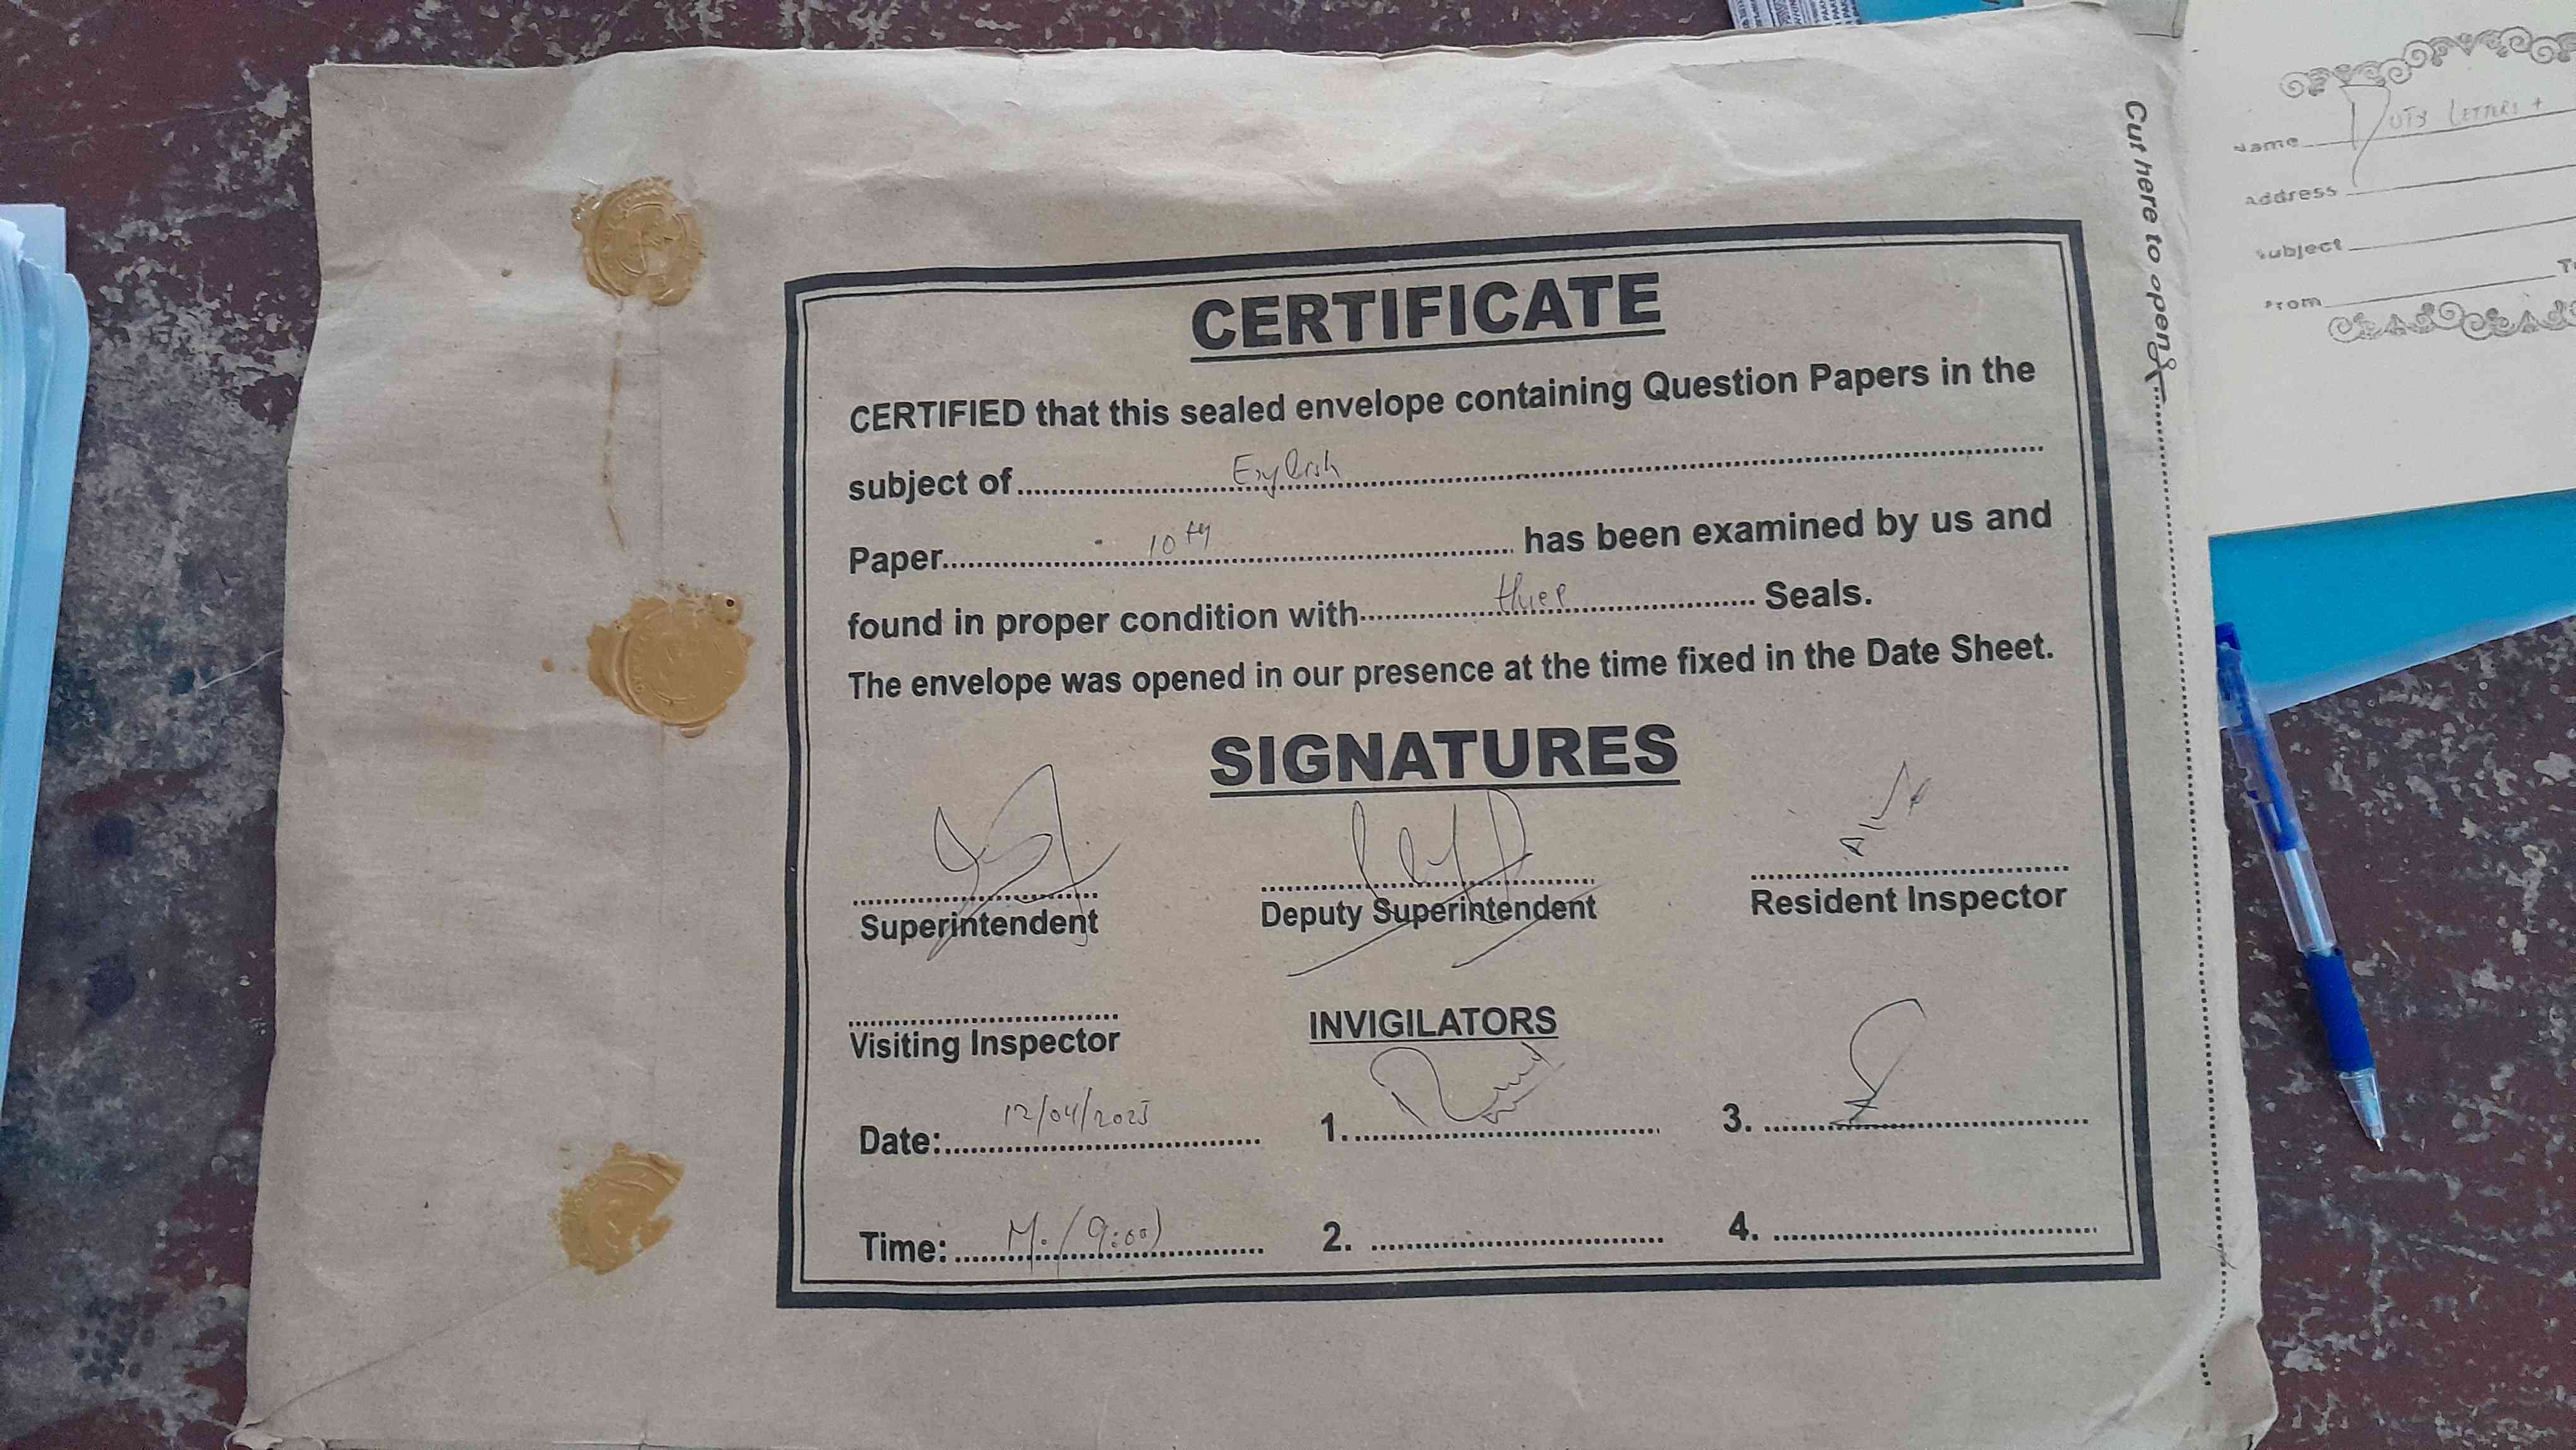 CERTIFICATE
CERTIFIED that this sealed envelope containing Question Papers in the
subject of English
Paper 10th has been examined by us and
found in proper condition with three Seals.
The envelope was opened in our presence at the time fixed in the Date Sheet.
SIGNATURES
Superintendent Deputy Superintendent Resident Inspector
Visiting Inspector INVIGILATORS
Date: 12/04/2025 1. 3.
Time: M. (9:00) 2. 4.
Cut here to open
Name Duty Letters +
Address
Subject
From